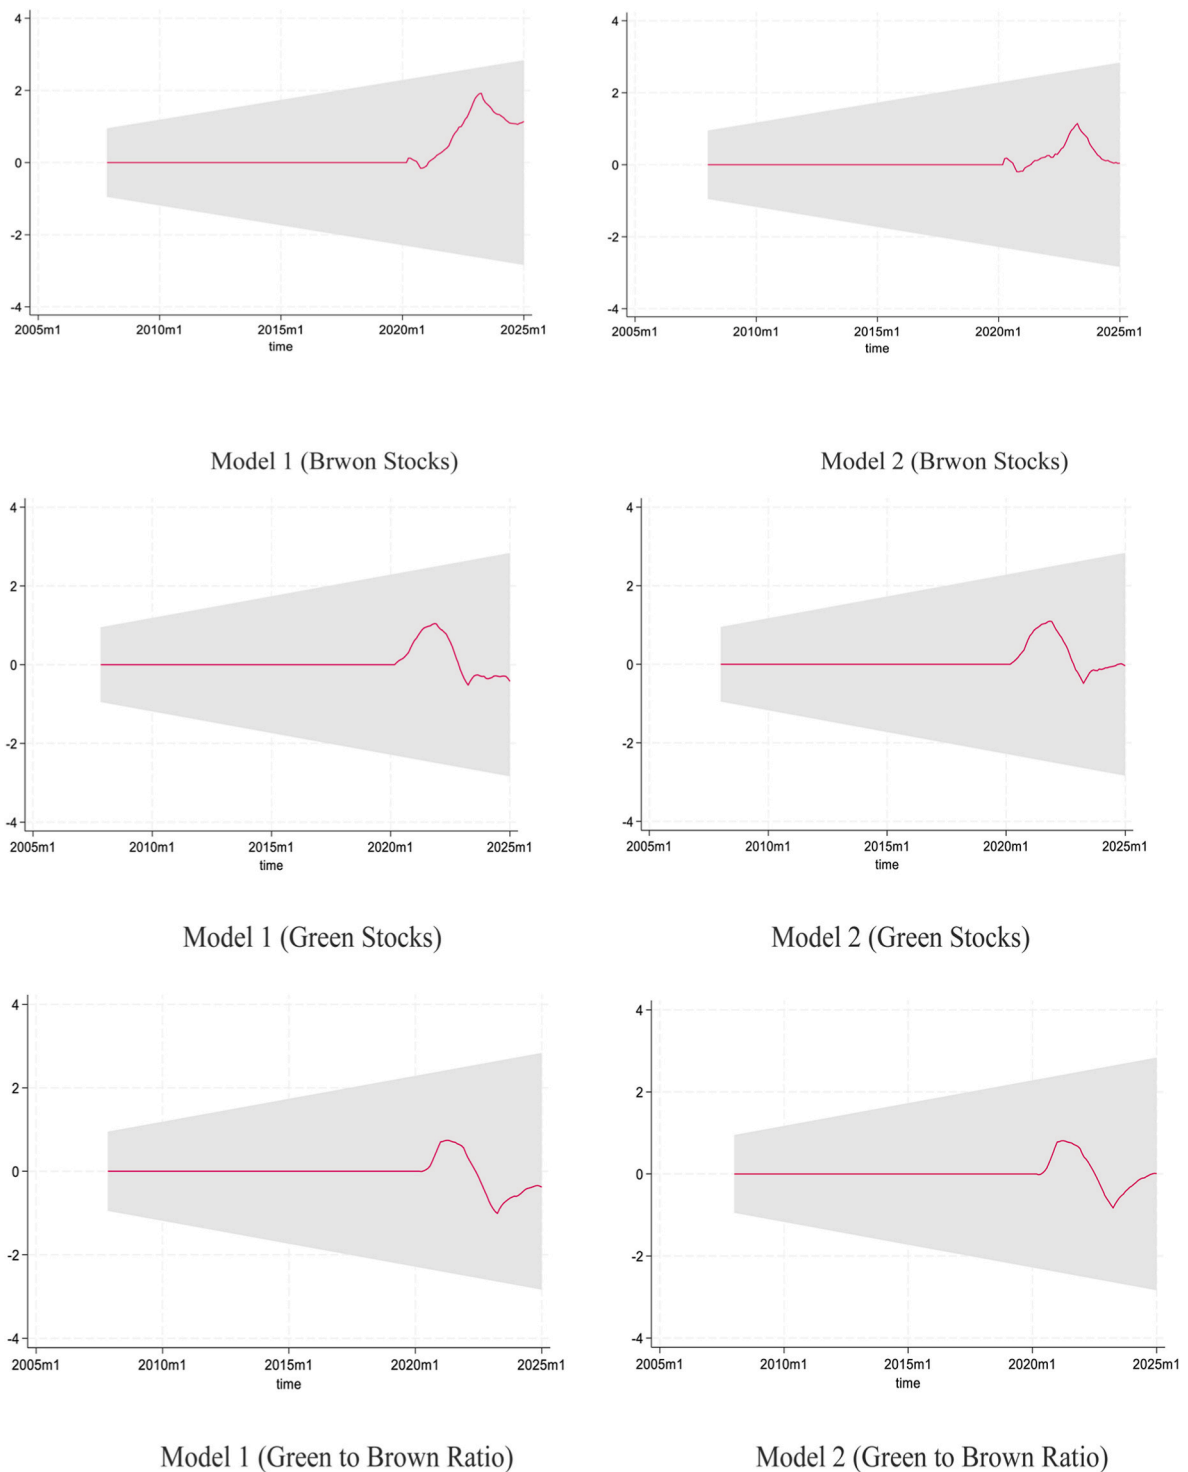 4
2
0
-2
-4
2005m1 2010m1 2015m1 2020m1 2025m1
time
4
2
0
-2
-4
2005m1 2010m1 2015m1 2020m1 2025m1
time
Model 1 (Brwon Stocks)
Model 2 (Brwon Stocks)
4
2
0
-2
-4
2005m1 2010m1 2015m1 2020m1 2025m1
time
4
2
0
-2
-4
2005m1 2010m1 2015m1 2020m1 2025m1
time
Model 1 (Green Stocks)
Model 2 (Green Stocks)
4
2
0
-2
-4
2005m1 2010m1 2015m1 2020m1 2025m1
time
4
2
0
-2
-4
2005m1 2010m1 2015m1 2020m1 2025m1
time
Model 1 (Green to Brown Ratio)
Model 2 (Green to Brown Ratio)